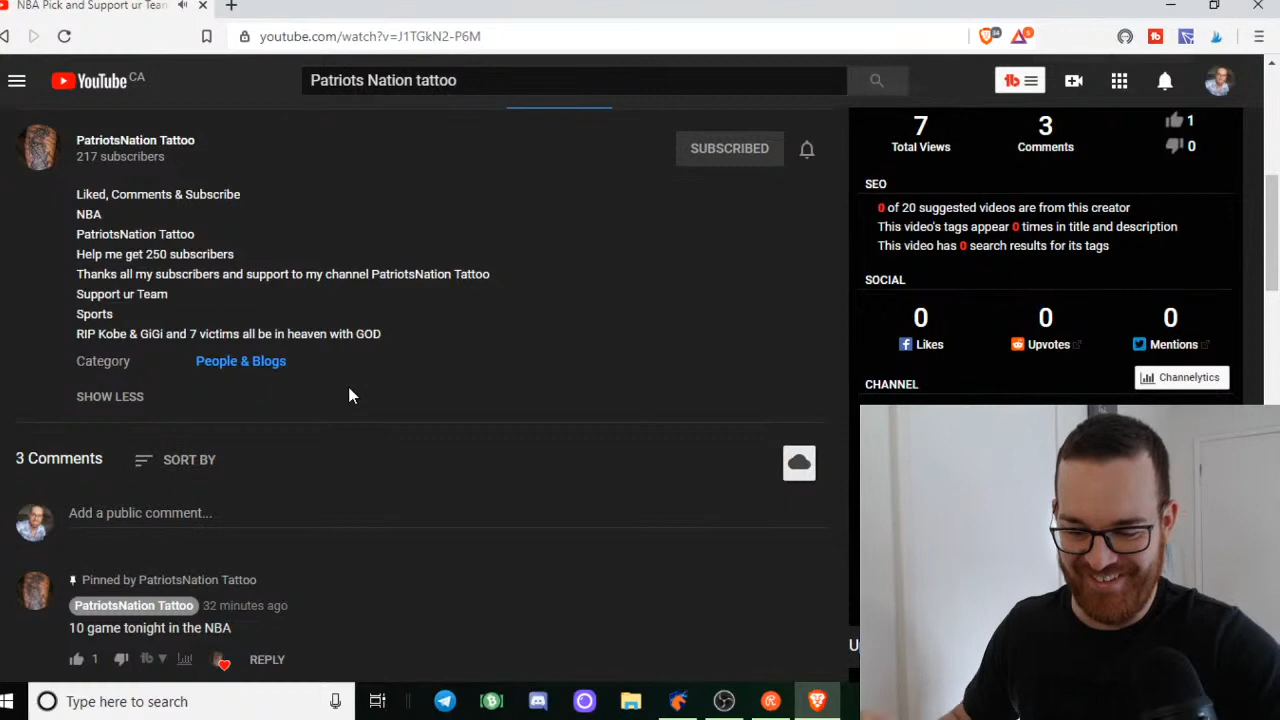 NBA Pick and Support ur Team
youtube.com/watch?v=J1TGkN2-P6M
34
5
YouTube CA
Patriots Nation tattoo
tb
PatriotsNation Tattoo
217 subscribers
SUBSCRIBED
Liked, Comments & Subscribe
NBA
PatriotsNation Tattoo
Help me get 250 subscribers
Thanks all my subscribers and support to my channel PatriotsNation Tattoo
Support ur Team
Sports
RIP Kobe & GiGi and 7 victims all be in heaven with GOD
Category People & Blogs
SHOW LESS
3 Comments SORT BY
Add a public comment...
Pinned by PatriotsNation Tattoo
PatriotsNation Tattoo 32 minutes ago
10 game tonight in the NBA
1 tb REPLY
7 3 1
Total Views Comments 0
SEO
0 of 20 suggested videos are from this creator
This video's tags appear 0 times in title and description
This video has 0 search results for its tags
SOCIAL
0 0 0
Likes Upvotes Mentions
CHANNEL Channelytics
Type here to search